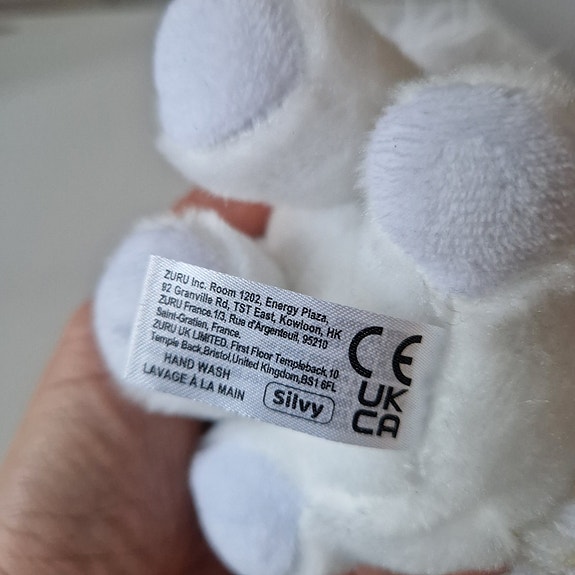 ZURU Inc. Room 1202, Energy Plaza,
92 Granville Rd, TST East, Kowloon, HK
ZURU France.1/3, Rue d'Argenteuil, 95210
Saint-Gratien, France.
ZURU UK LIMITED. First Floor Templeback,10
Temple Back,Bristol,United Kingdom,BS1 6FL
HAND WASH
LAVAGE À LA MAIN
Silvy
CE
UK
CA